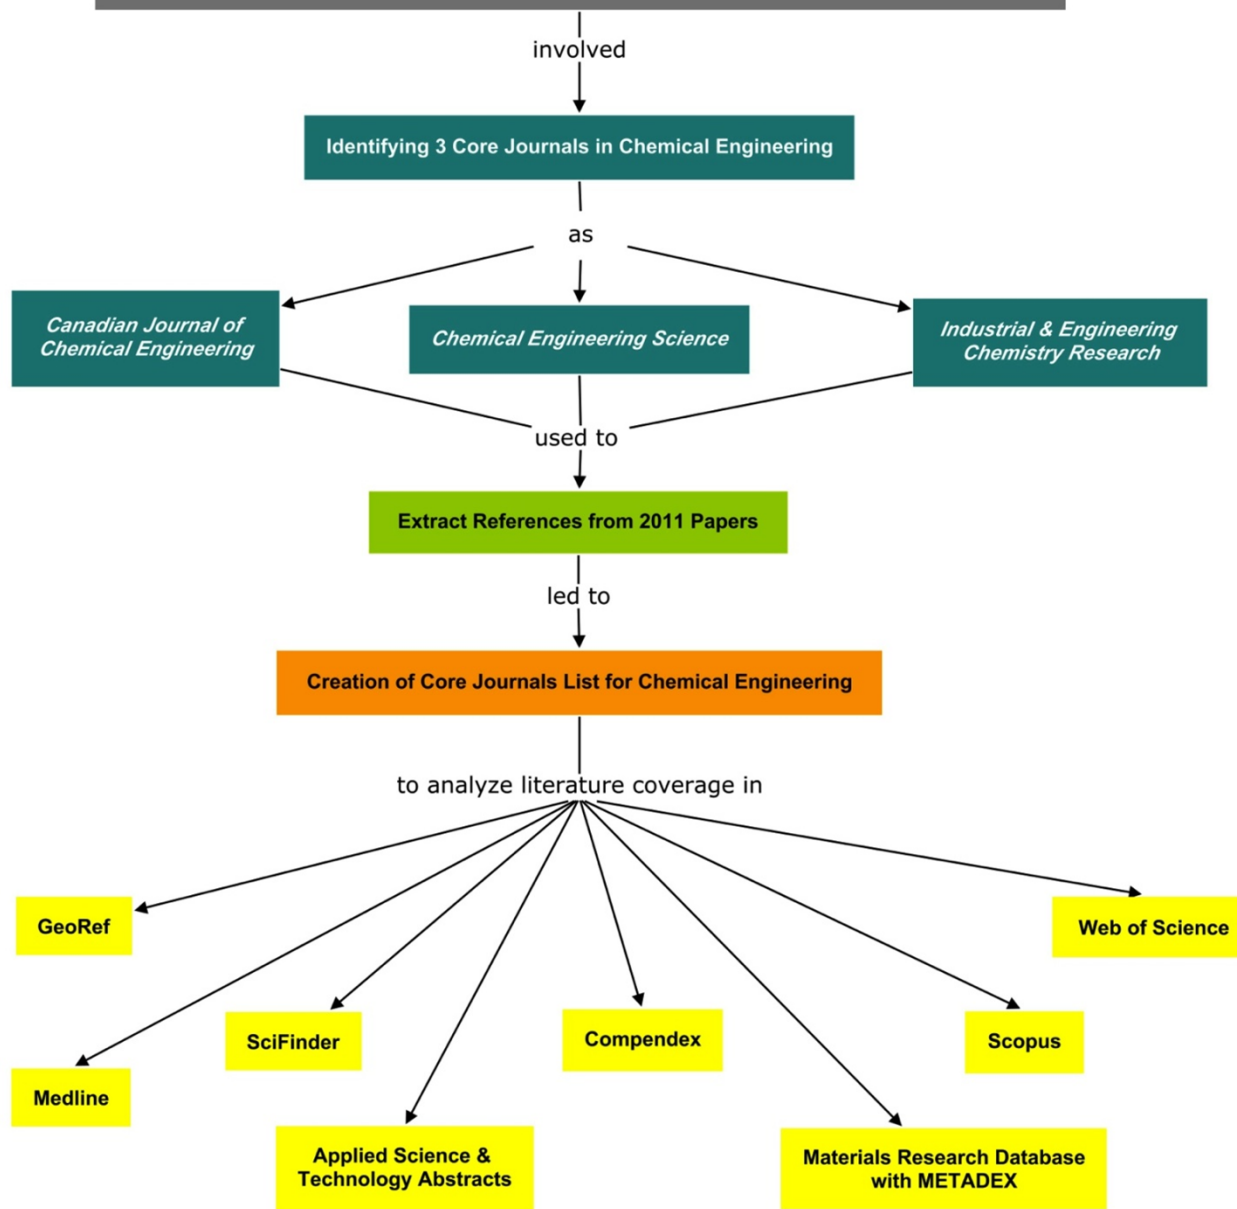 involved
Identifying 3 Core Journals in Chemical Engineering
as
Canadian Journal of
Chemical Engineering
Chemical Engineering Science
Industrial & Engineering
Chemistry Research
used to
Extract References from 2011 Papers
led to
Creation of Core Journals List for Chemical Engineering
to analyze literature coverage in
GeoRef
Web of Science
SciFinder
Compendex
Scopus
Medline
Applied Science &
Technology Abstracts
Materials Research Database
with METADEX